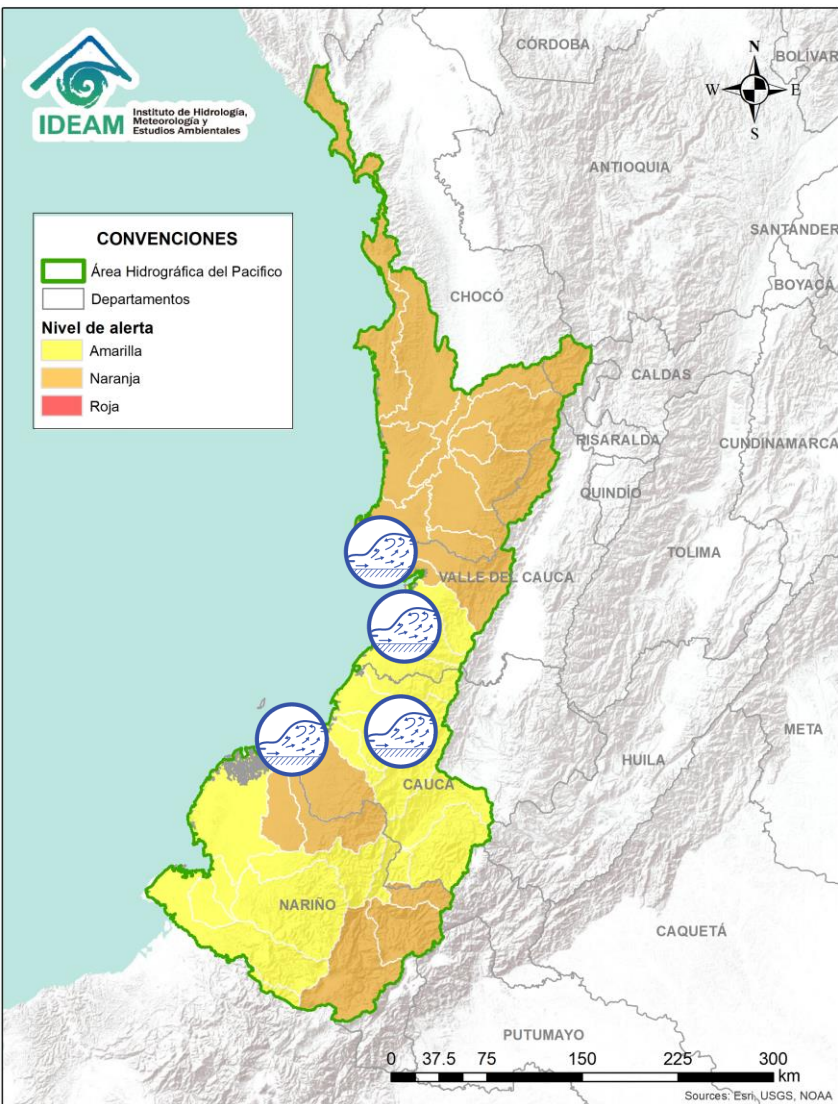 IDEAM
Instituto de Hidrología,
Meteorología y
Estudios Ambientales
CÓRDOBA
BOLÍVAR
N
W
E
S
ANTIOQUIA
SANTANDER
BOYACÁ
CONVENCIONES
Área Hidrográfica del Pacifico
Departamentos
Nivel de alerta
Amarilla
Naranja
Roja
CHOCÓ
CALDAS
RISARALDA
CUNDINAMARCA
QUINDÍO
TOLIMA
VALLE DEL CAUCA
META
HUILA
CAUCA
NARIÑO
CAQUETÁ
PUTUMAYO
0 37.5 75 150 225 300
km
Sources: Esri, USGS, NOAA